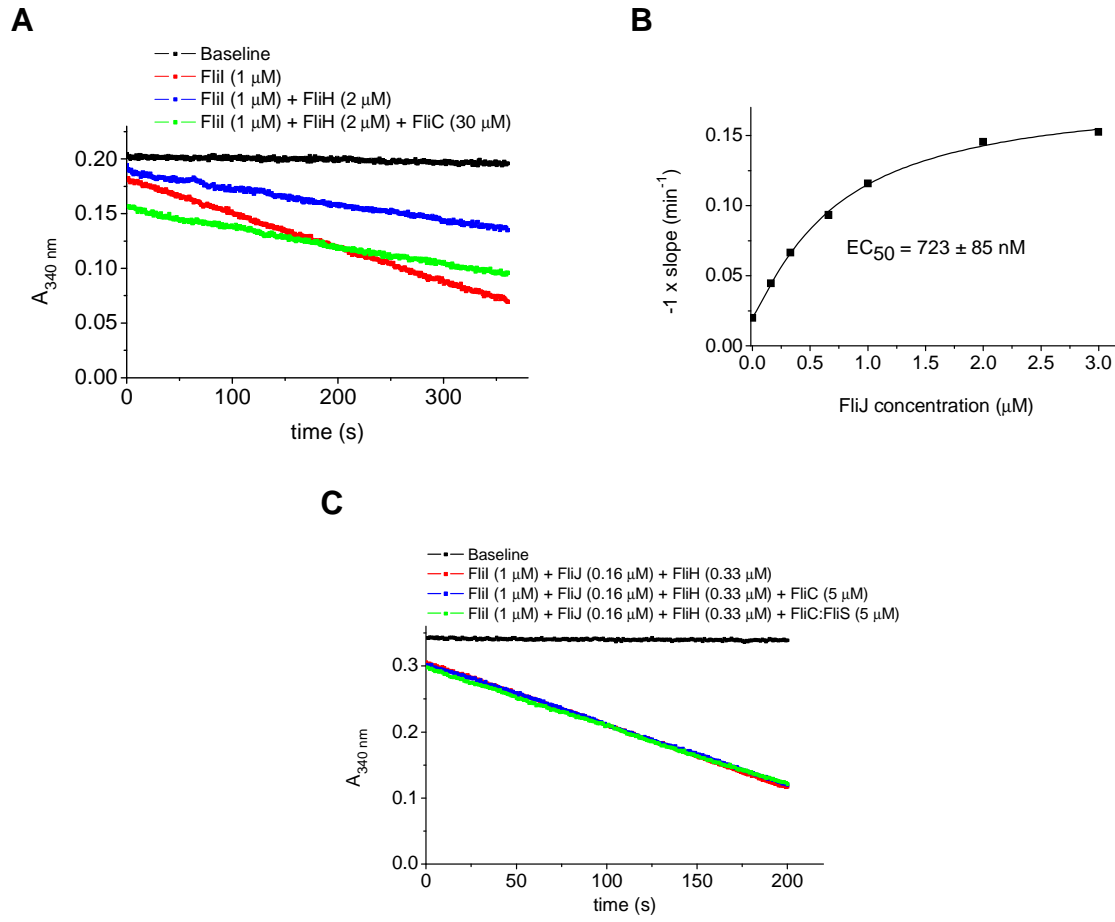 A
Baseline
FliI (1 μM)
FliI (1 μM) + FliH (2 μM)
FliI (1 μM) + FliH (2 μM) + FliC (30 μM)
0.20
0.15
0.10
0.05
0.00
A340 nm
0 100 200 300
time (s)
B
0.15
0.10
0.05
0.00
-1 x slope (min-1)
EC50 = 723 ± 85 nM
0.0 0.5 1.0 1.5 2.0 2.5 3.0
FliJ concentration (μM)
C
Baseline
FliI (1 μM) + FliJ (0.16 μM) + FliH (0.33 μM)
FliI (1 μM) + FliJ (0.16 μM) + FliH (0.33 μM) + FliC (5 μM)
FliI (1 μM) + FliJ (0.16 μM) + FliH (0.33 μM) + FliC:FliS (5 μM)
0.3
0.2
0.1
0.0
A340 nm
0 50 100 150 200
time (s)